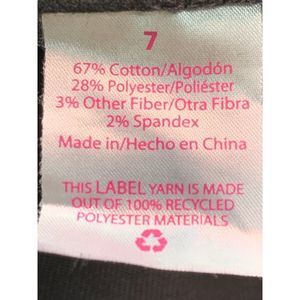 7
67% Cotton/Algodón
28% Polyester/Poliéster
3% Other Fiber/Otra Fibra
2% Spandex
Made in/Hecho en China
THIS LABEL YARN IS MADE
OUT OF 100% RECYCLED
POLYESTER MATERIALS